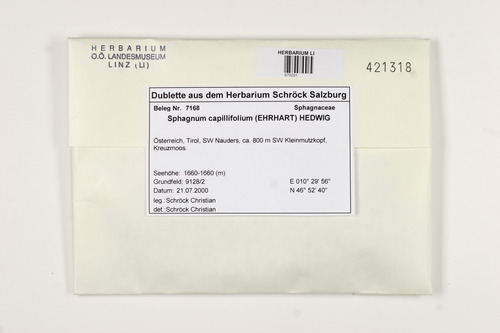 HERBARIUM
O.Ö. LANDESMUSEUM
LINZ (LI)
HERBARIUM LI
421318
Dublette aus dem Herbarium Schröck Salzburg
Beleg Nr. 7168 Sphagnaceae
Sphagnum capillifolium (EHRHART) HEDWIG
Österreich, Tirol, SW Nauders, ca. 800 m SW Kleinmutzkopf,
Kreuzmoos.
Seehöhe: 1660-1660 (m)
Grundfeld: 9128/2 E 010° 29' 56"
Datum: 21.07.2000 N 46° 52' 40"
leg.:Schröck Christian
det.:Schröck Christian